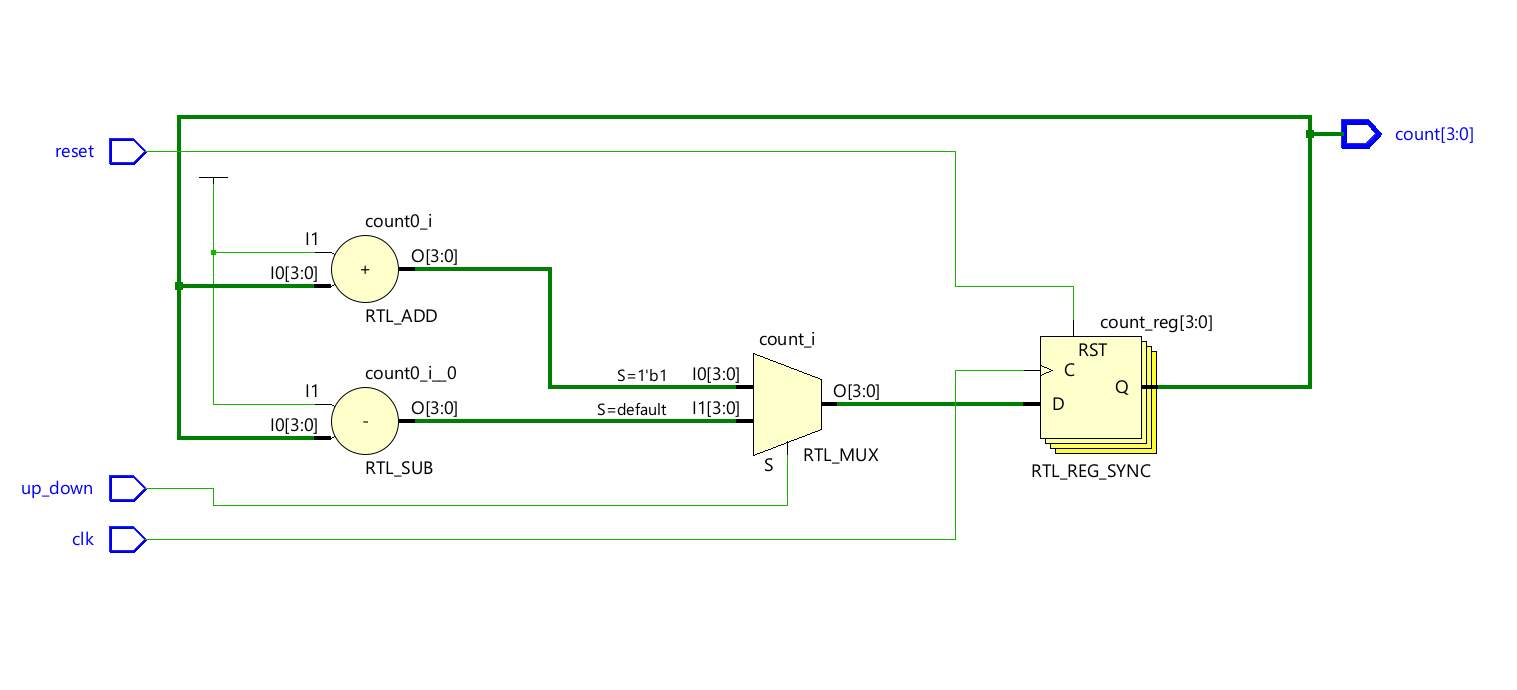 count[3:0]
reset
count0_i
I1
O[3:0]
I0[3:0]
+
RTL_ADD
count_reg[3:0]
count_i
RST
C
count0_i__0
S=1'b1
I0[3:0]
Q
I1
O[3:0]
O[3:0]
S=default
I1[3:0]
D
I0[3:0]
-
RTL_SUB
S
RTL_MUX
RTL_REG_SYNC
up_down
clk